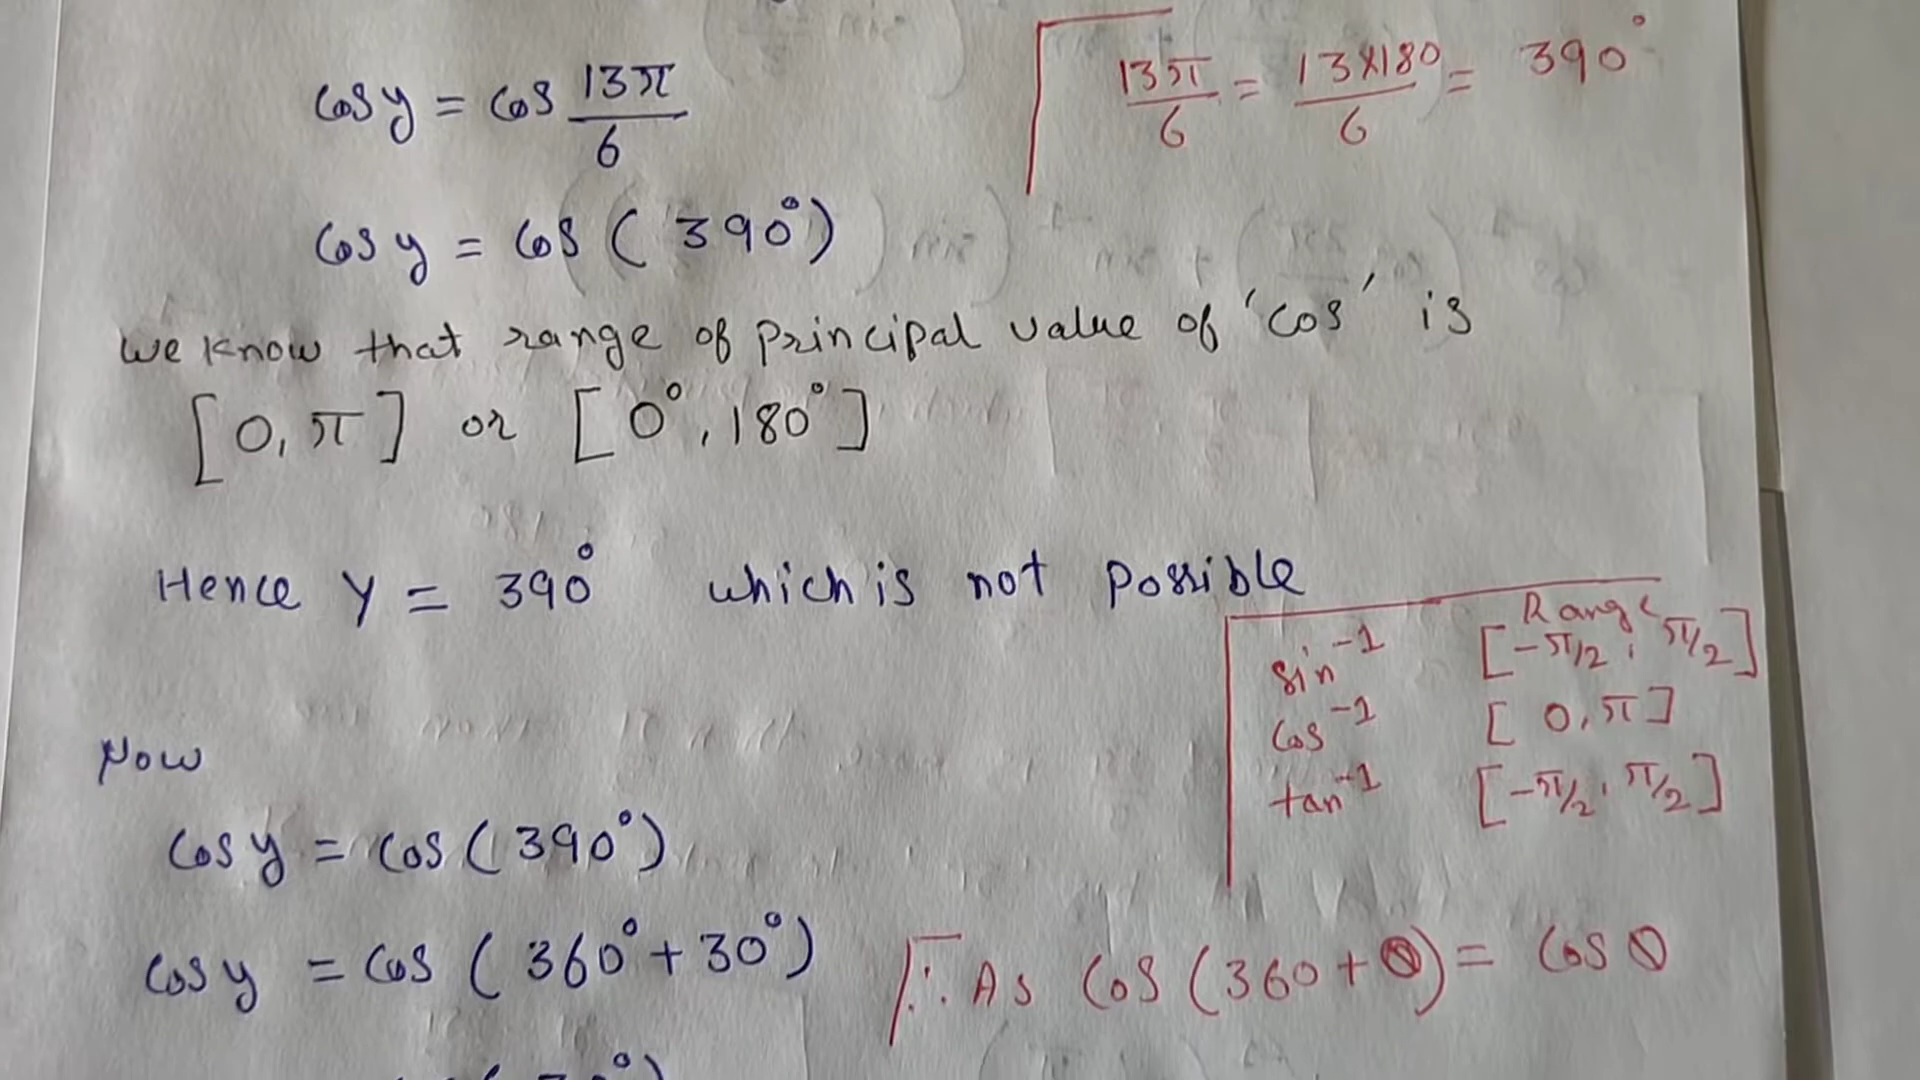 cos y = cos 13π/6
13π/6 = 13×180/6 = 390°
cos y = cos (390°)
we know that range of principal value of 'cos' is
[0, π] or [0°, 180°]
Hence y = 390° which is not possible
Range
sin⁻¹ [-π/2, π/2]
cos⁻¹ [0, π]
tan⁻¹ [-π/2, π/2]
Now
cos y = cos (390°)
cos y = cos (360° + 30°) ∴ As cos (360 + θ) = cos θ